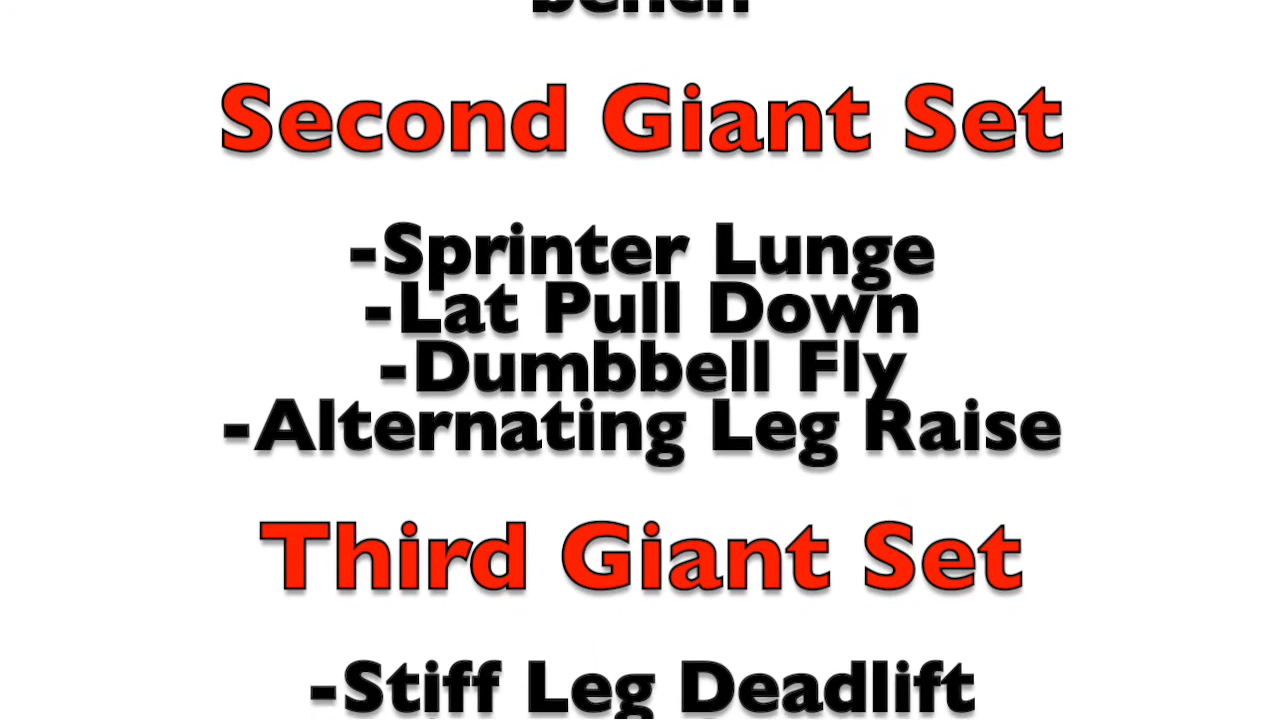 bench
Second Giant Set
-Sprinter Lunge
-Lat Pull Down
-Dumbbell Fly
-Alternating Leg Raise
Third Giant Set
-Stiff Leg Deadlift